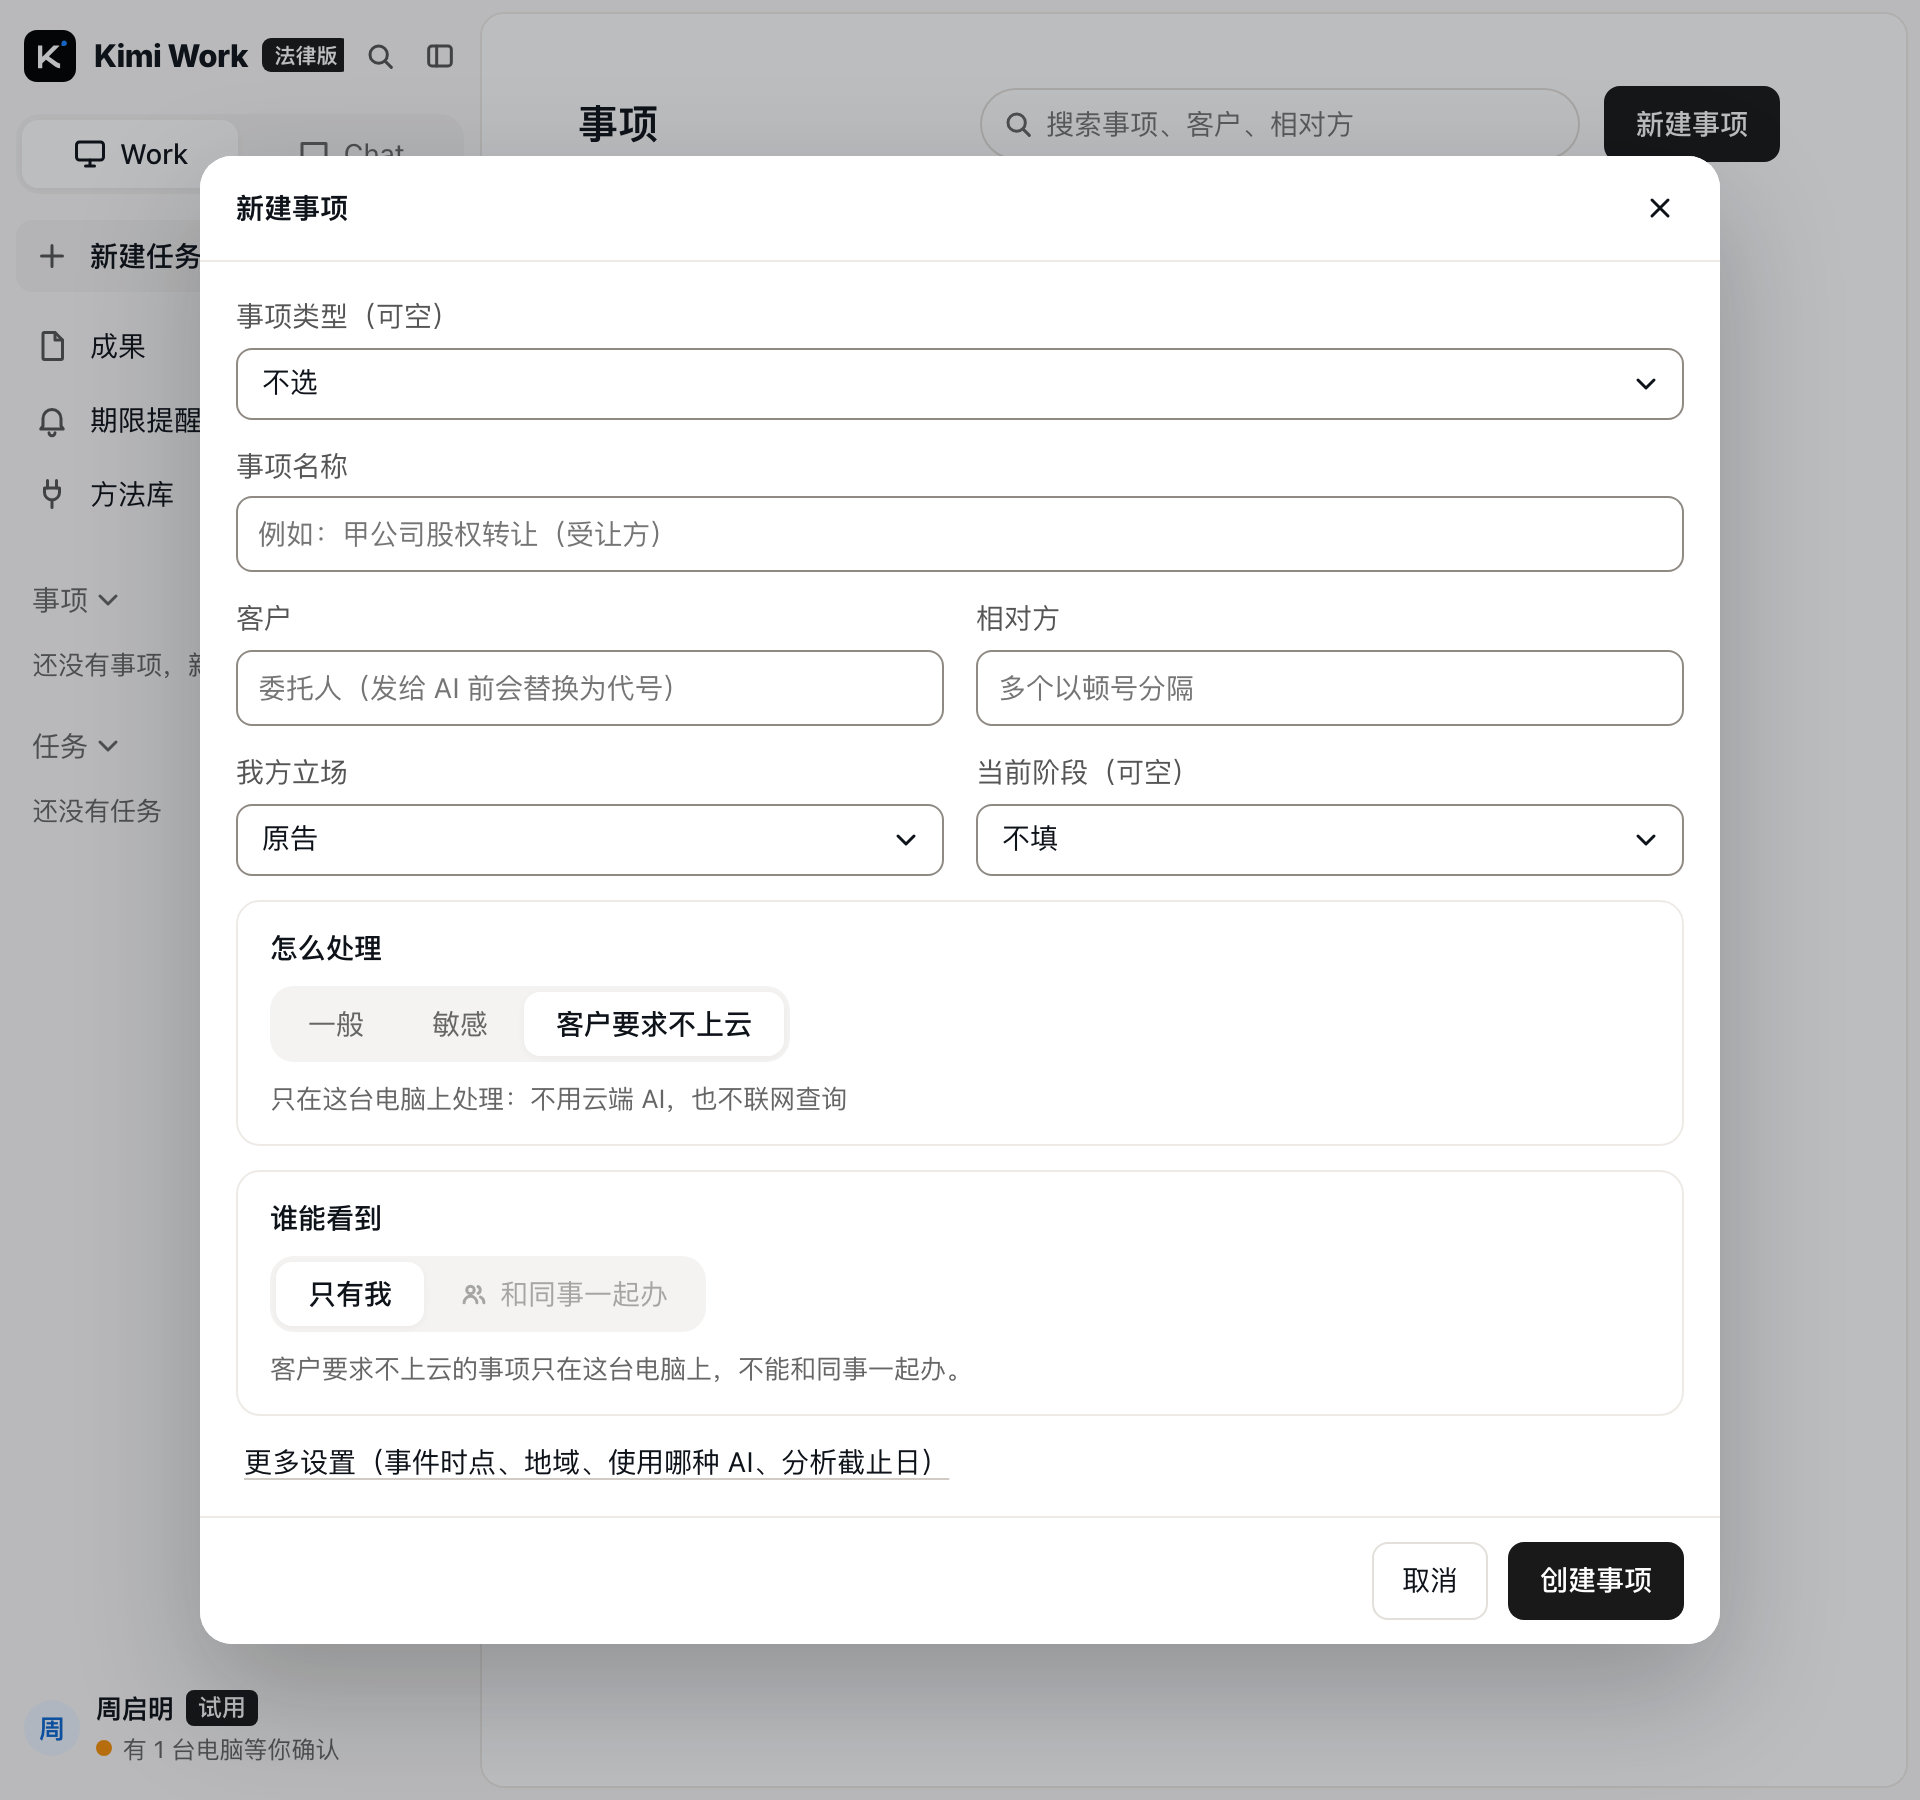 Kimi Work 法律版
Work
Chat
新建任务
成果
期限提醒
方法库
事项
还没有事项，
任务
还没有任务
周 周启明 试用
有 1 台电脑等你确认
事项
搜索事项、客户、相对方
新建事项
新建事项
事项类型（可空）
不选
事项名称
例如：甲公司股权转让（受让方）
客户
相对方
委托人（发给 AI 前会替换为代号）
多个以顿号分隔
我方立场
当前阶段（可空）
原告
不填
怎么处理
一般 敏感 客户要求不上云
只在这台电脑上处理：不用云端 AI，也不联网查询
谁能看到
只有我 和同事一起办
客户要求不上云的事项只在这台电脑上，不能和同事一起办。
更多设置（事件时点、地域、使用哪种 AI、分析截止日）
取消
创建事项